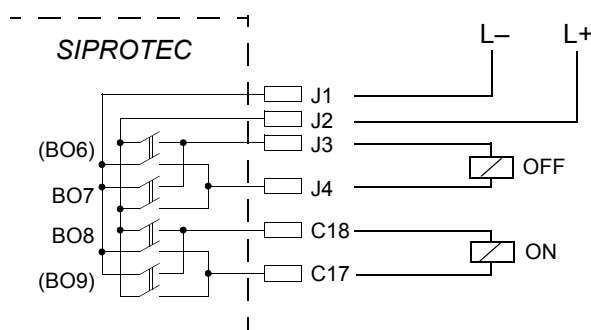 SIPROTEC
L– L+
J1
J2
(BO6)
J3
OFF
BO7
J4
BO8
C18
ON
(BO9)
C17